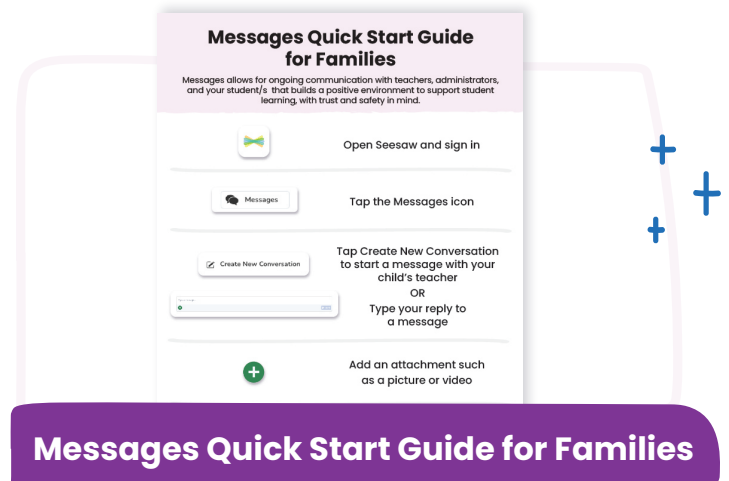 Messages Quick Start Guide
for Families
Messages allows for ongoing communication with teachers, administrators,
and your student/s that builds a positive environment to support student
learning, with trust and safety in mind.
Open Seesaw and sign in
Messages
Tap the Messages icon
Create New Conversation
Tap Create New Conversation
to start a message with your
child's teacher
OR
Type your reply to
a message
Add an attachment such
as a picture or video
Messages Quick Start Guide for Families